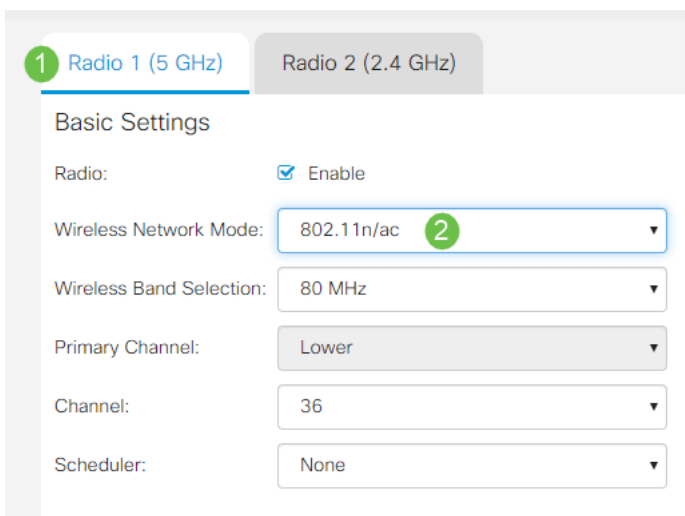 1 Radio 1 (5 GHz) Radio 2 (2.4 GHz)
Basic Settings
Radio: Enable
Wireless Network Mode: 802.11n/ac 2
Wireless Band Selection: 80 MHz
Primary Channel: Lower
Channel: 36
Scheduler: None